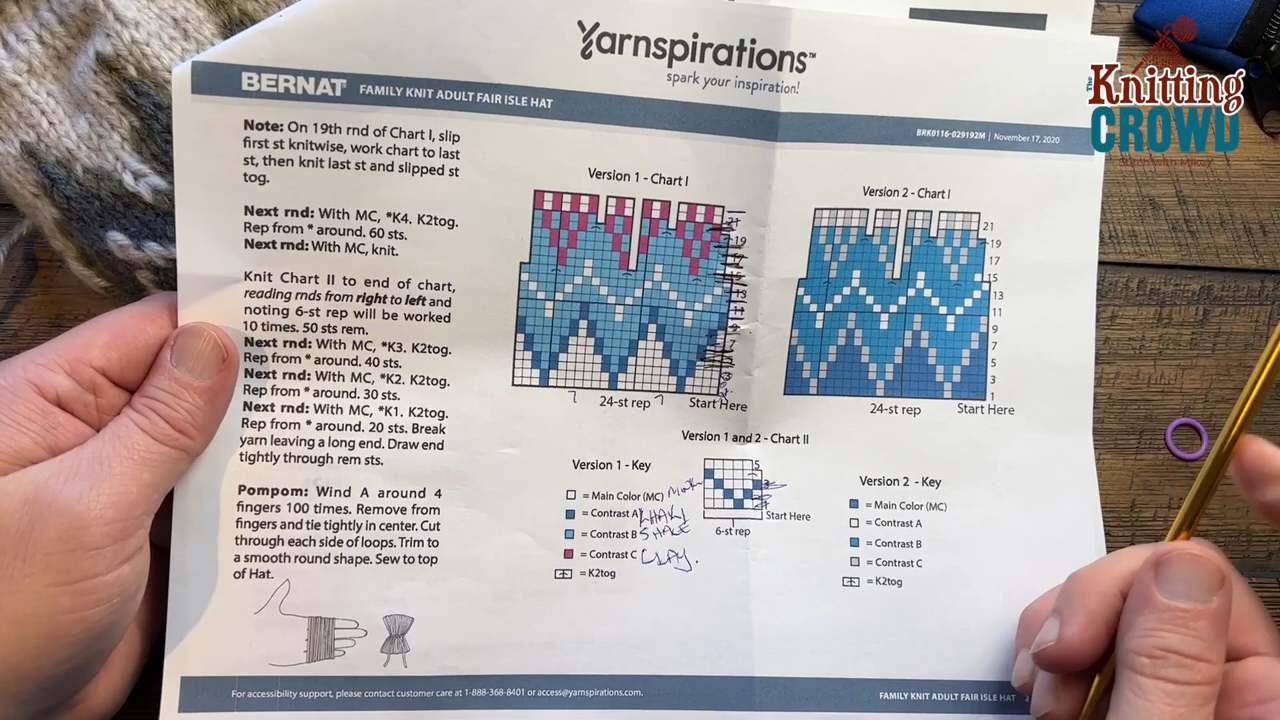 Yarnspirations™
spark your inspiration!
The
Knitting
CROWD
Stitch with Mikey
BERNAT® FAMILY KNIT ADULT FAIR ISLE HAT
BRK0116-029192M | November 17, 2020
Note: On 19th rnd of Chart I, slip
first st knitwise, work chart to last
st, then knit last st and slipped st
tog.
Next rnd: With MC, *K4. K2tog.
Rep from * around. 60 sts.
Next rnd: With MC, knit.
Knit Chart II to end of chart,
reading rnds from right to left and
noting 6-st rep will be worked
10 times. 50 sts rem.
Next rnd: With MC, *K3. K2tog.
Rep from * around. 40 sts.
Next rnd: With MC, *K2. K2tog.
Rep from * around. 30 sts.
Next rnd: With MC, *K1. K2tog.
Rep from * around. 20 sts. Break
yarn leaving a long end. Draw end
tightly through rem sts.
Pompom: Wind A around 4
fingers 100 times. Remove from
fingers and tie tightly in center. Cut
through each side of loops. Trim to
a smooth round shape. Sew to top
of Hat.
Version 1 - Chart I
21
19
17
13
11
9
7
7
7
24-st rep
Start Here
Version 2 - Chart I
21
19
17
15
13
11
9
7
5
3
1
24-st rep
Start Here
Version 1 and 2 - Chart II
5
3
Start Here
6-st rep
Version 1 - Key
= Main Color (MC)
= Contrast A
= Contrast B
= Contrast C CLAY.
= K2tog
Version 2 - Key
= Main Color (MC)
= Contrast A
= Contrast B
= Contrast C
= K2tog
For accessibility support, please contact customer care at 1-888-368-8401 or access@yarnspirations.com.
FAMILY KNIT ADULT FAIR ISLE HAT 2